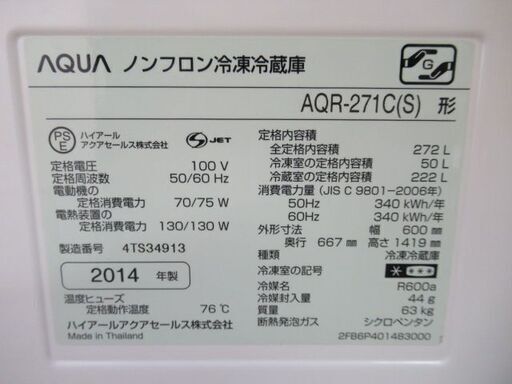 AQUA ノンフロン冷凍冷蔵庫
G
AQR-271C(S) 形
PS
E
ハイアール
アクアセールス株式会社
S JET
定格電圧 100 V
定格周波数 50/60 Hz
電動機の
定格消費電力 70/75 W
電熱装置の
定格消費電力 130/130 W
製造番号 4TS34913
2014 年製
温度ヒューズ
定格動作温度 76℃
ハイアールアクアセールス株式会社
Made in Thailand
定格内容積
全定格内容積 272 L
冷凍室の定格内容積 50 L
冷蔵室の定格内容積 222 L
消費電力量 (JIS C 9801-2006年)
50Hz 340 kWh/年
60Hz 340 kWh/年
外形寸法 幅 600 mm
奥行 667 mm 高さ 1419 mm
種類 冷凍冷蔵庫
冷凍室の記号
冷媒名 R600a
冷媒封入量 44 g
質量 63 kg
断熱発泡ガス シクロペンタン
2FB6P401483000